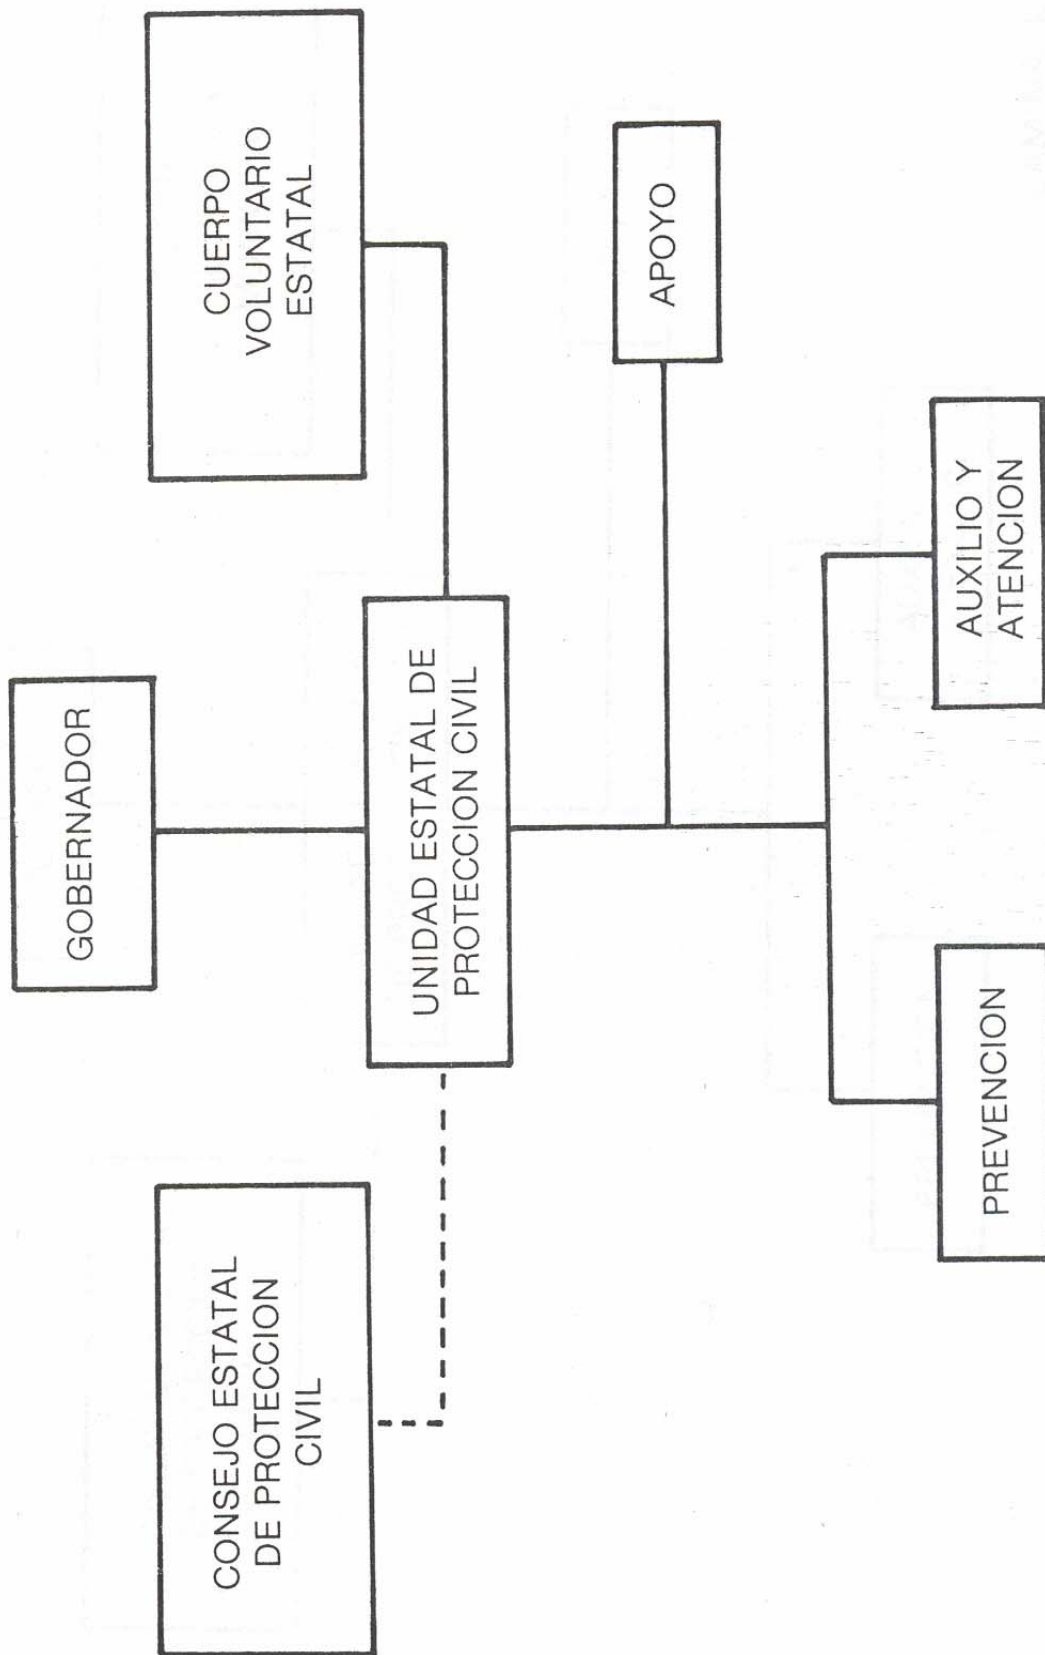 GOBERNADOR
CONSEJO ESTATAL
DE PROTECCION
CIVIL
CUERPO
VOLUNTARIO
ESTATAL
UNIDAD ESTATAL DE
PROTECCION CIVIL
APOYO
PREVENCION
AUXILIO Y
ATENCION